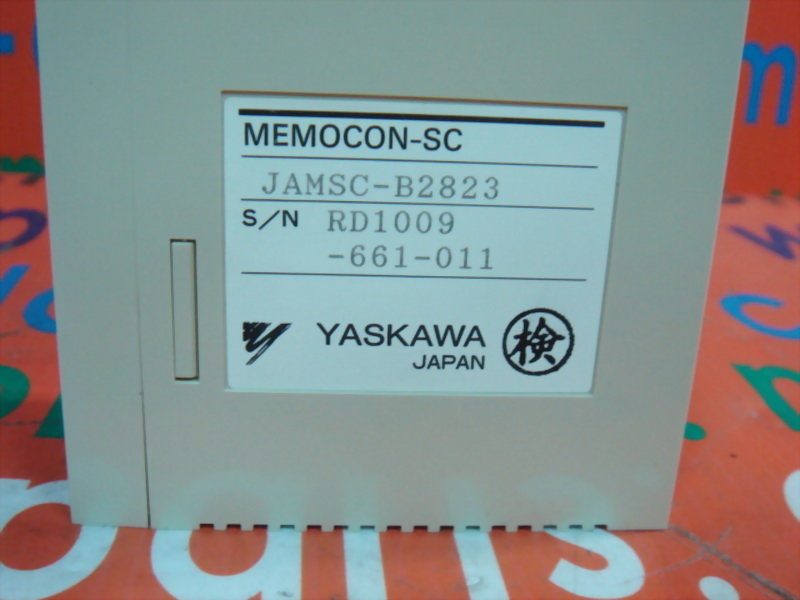 MEMOCON-SC
JAMSC-B2823
S/N RD1009
-661-011
YASKAWA
JAPAN
検